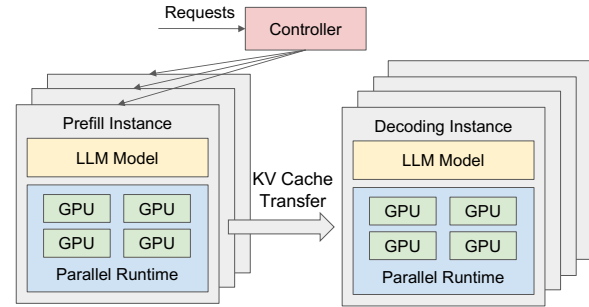 Requests
Controller
Prefill Instance
LLM Model
GPU GPU
GPU GPU
Parallel Runtime
KV Cache
Transfer
Decoding Instance
LLM Model
GPU GPU
GPU GPU
Parallel Runtime